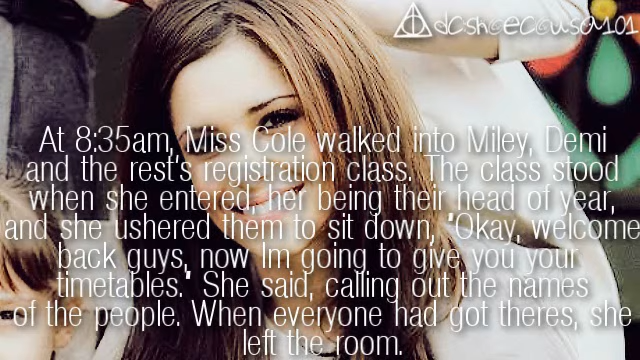 At 8:35am, Miss Cole walked into Miley, Demi
and the rest's registration class. The class stood
when she entered, her being their head of year,
and she ushered them to sit down, "Okay, welcome
back guys, now Im going to give you your
timetables." She said, calling out the names
of the people. When everyone had got theres, she
left the room.